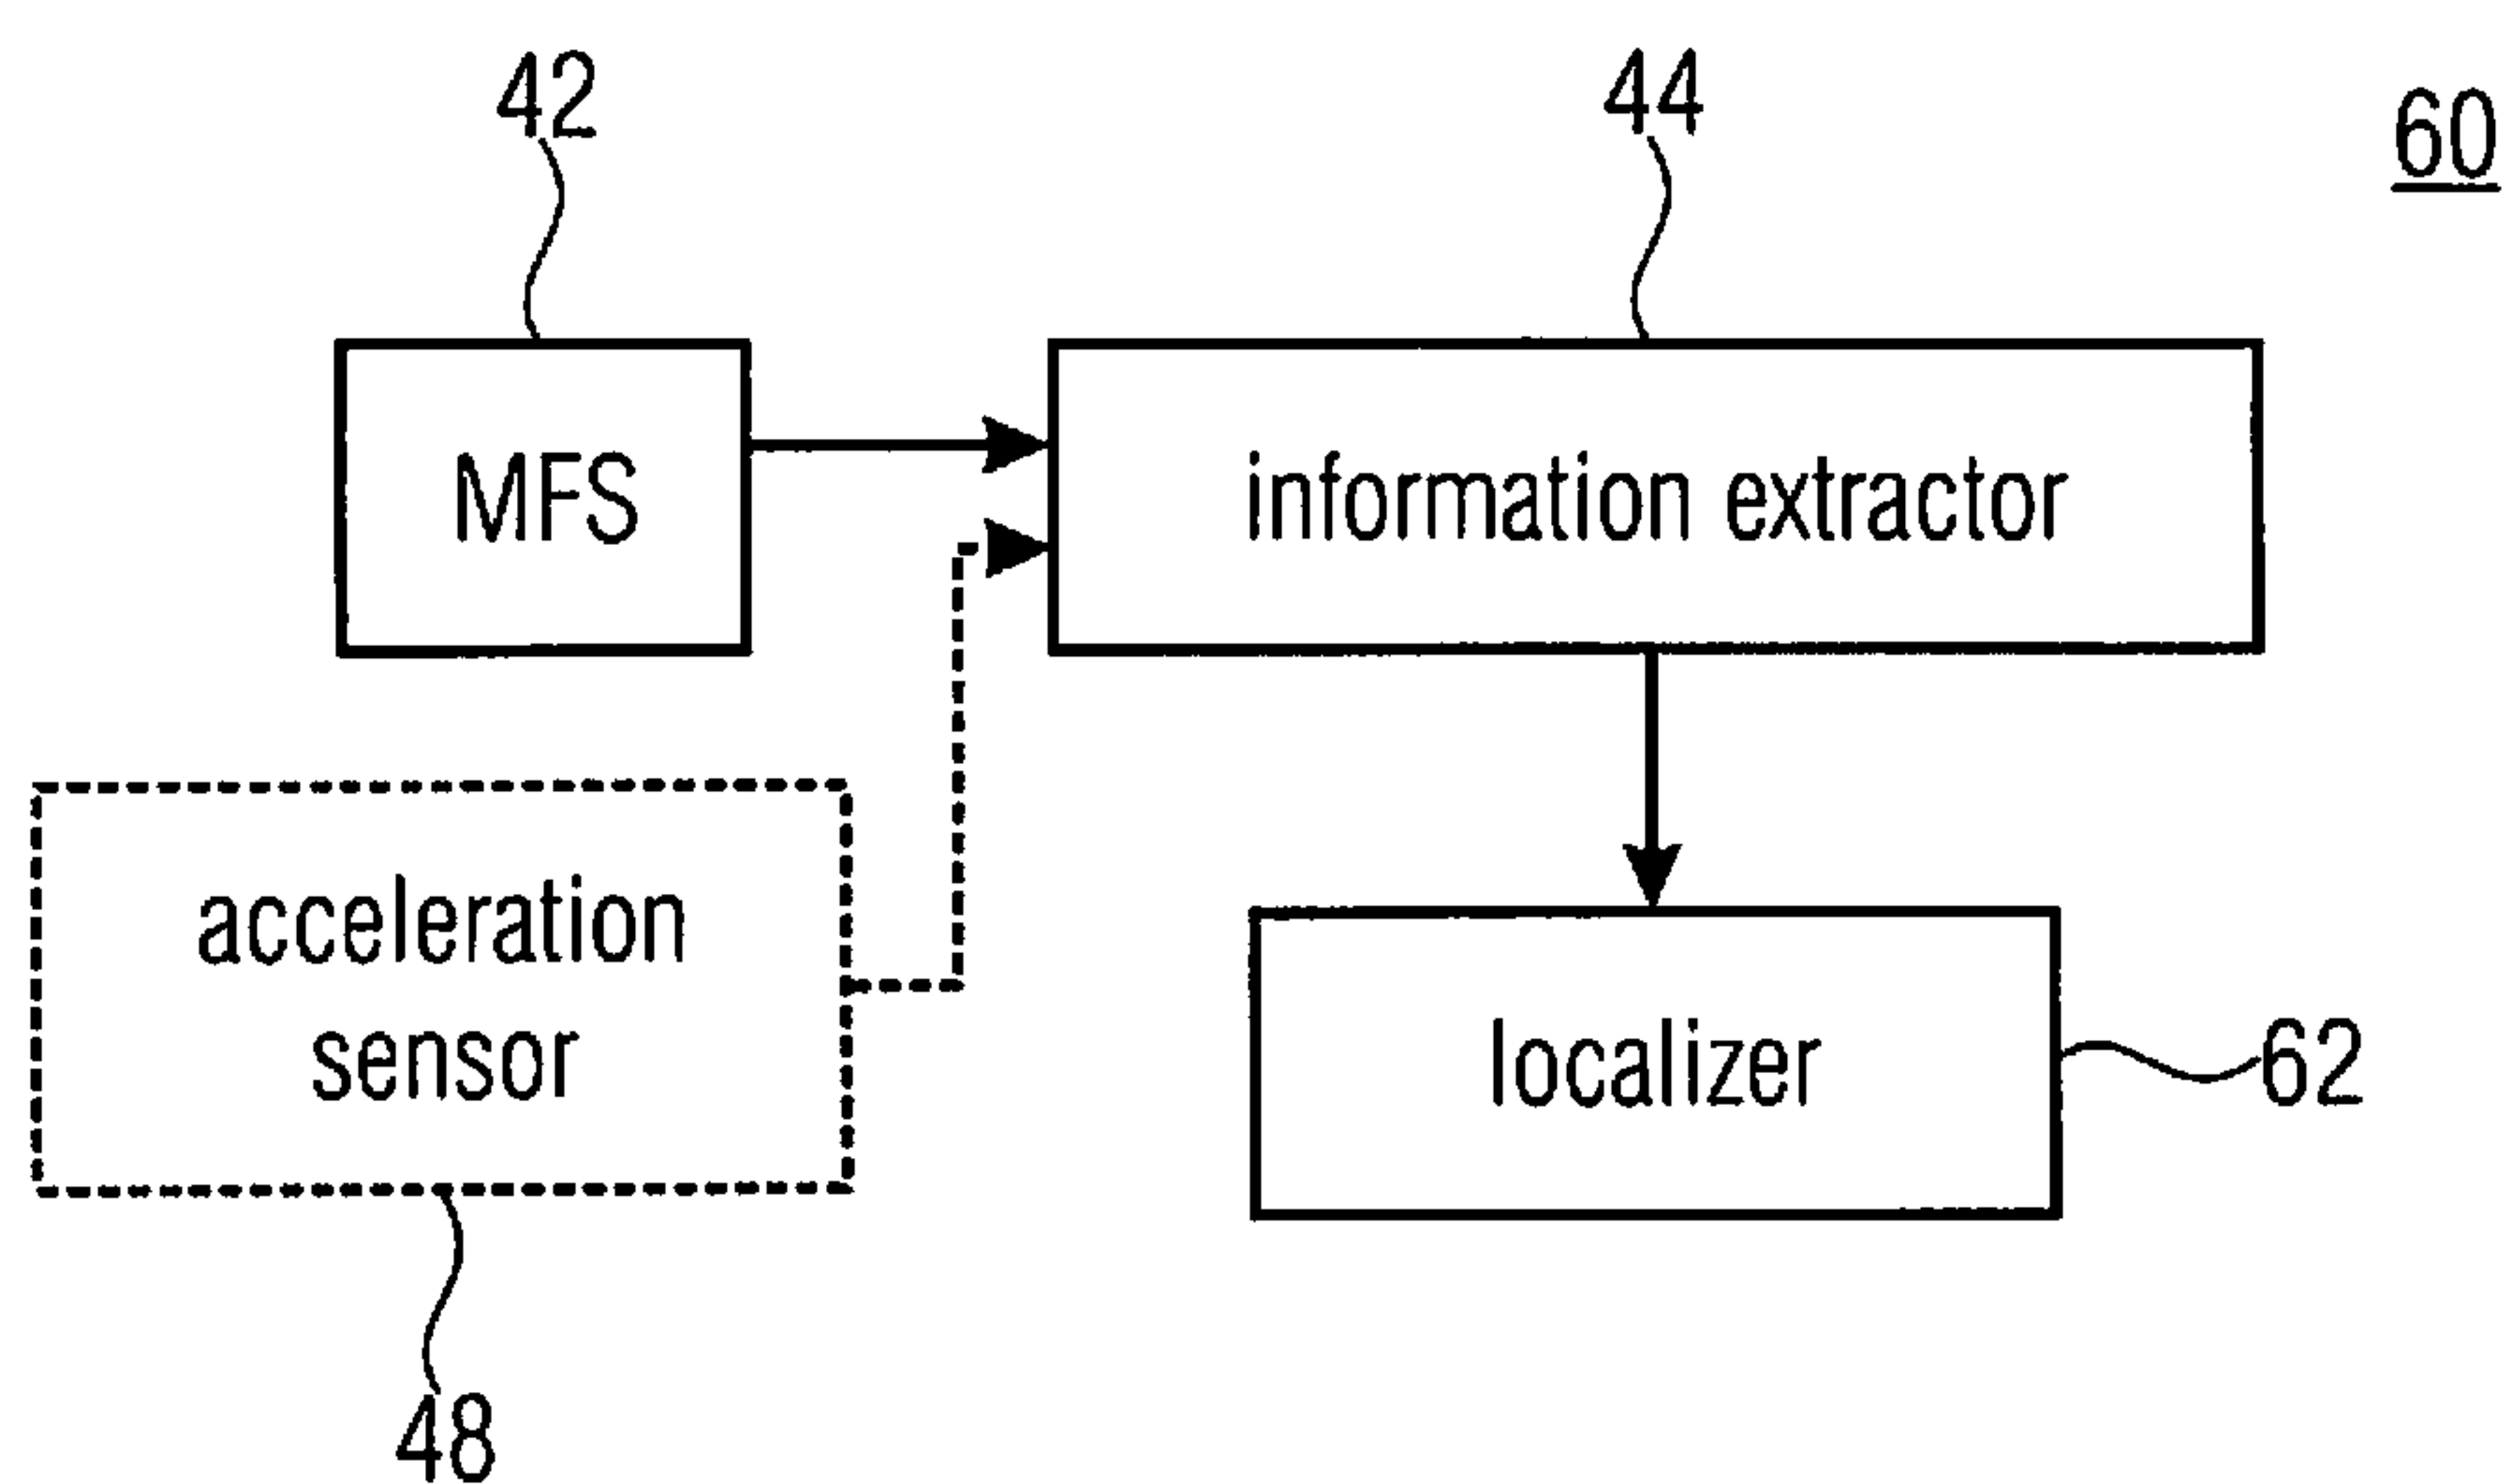 42
44
60
MFS
information extractor
acceleration
sensor
localizer
62
48